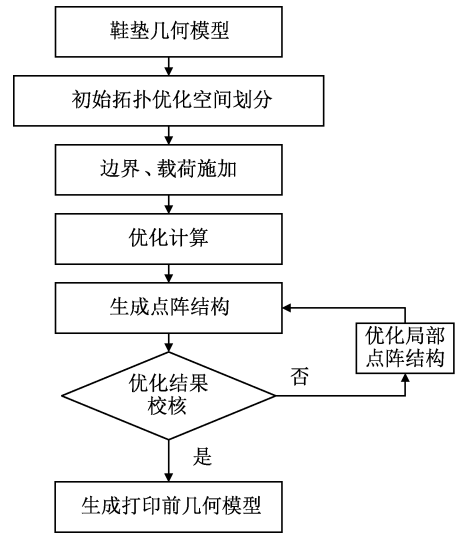 鞋垫几何模型
初始拓扑优化空间划分
边界、载荷施加
优化计算
生成点阵结构
优化局部
点阵结构
优化结果
校核
否
是
生成打印前几何模型